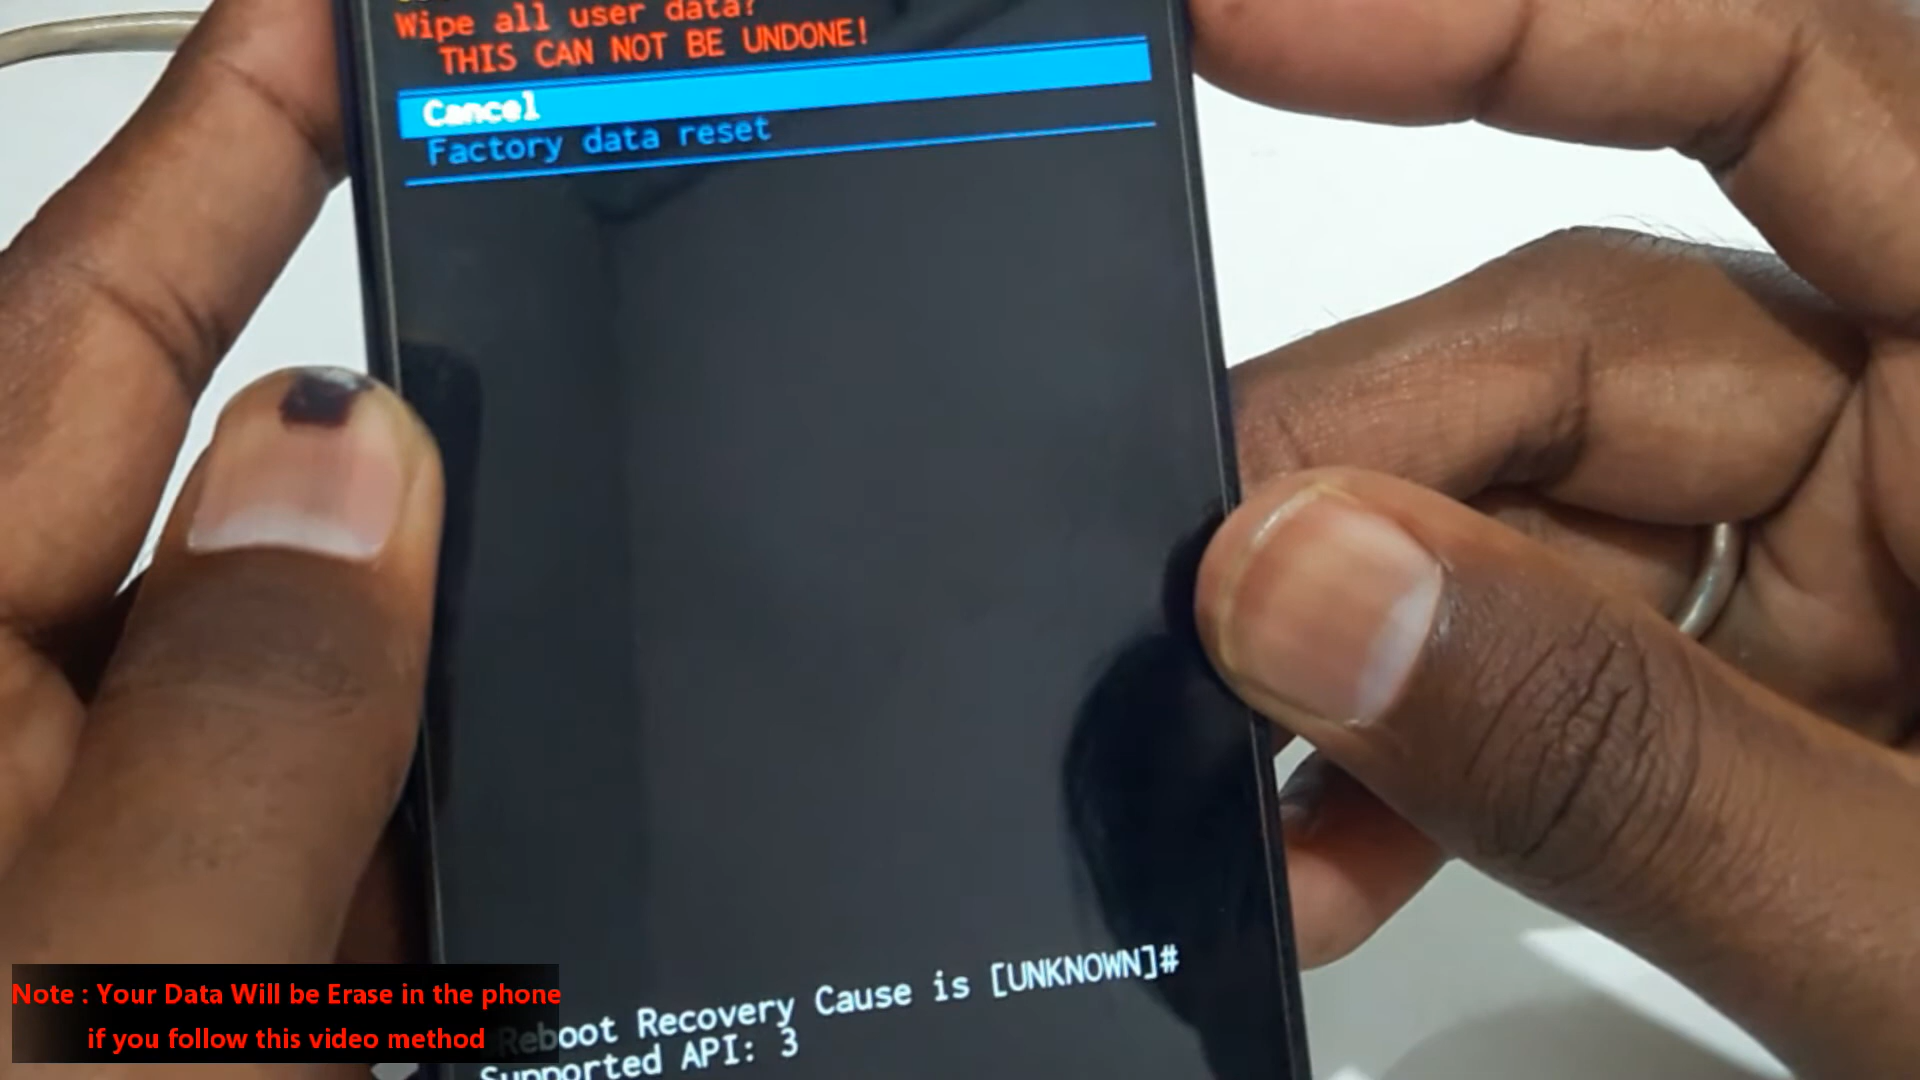 Wipe all user data?
THIS CAN NOT BE UNDONE!
Cancel
Factory data reset
Reboot Recovery Cause is [UNKNOWN]#
Supported API: 3
Note : Your Data Will be Erase in the phone
if you follow this video method